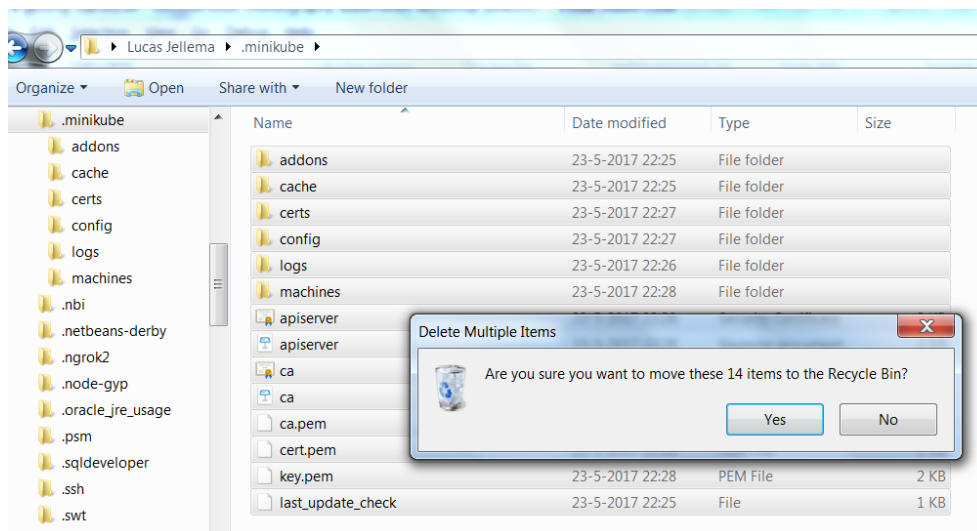 Lucas Jellema .minikube
Organize Open Share with New folder
.minikube
addons
cache
certs
config
logs
machines
.nbi
.netbeans-derby
.ngrok2
.node-gyp
.oracle_jre_usage
.psm
.sqldeveloper
.ssh
.swt
Name Date modified Type Size
addons 23-5-2017 22:25 File folder
cache 23-5-2017 22:25 File folder
certs 23-5-2017 22:27 File folder
config 23-5-2017 22:27 File folder
logs 23-5-2017 22:26 File folder
machines 23-5-2017 22:28 File folder
apiserver
apiserver
ca
ca
ca.pem
cert.pem
key.pem 23-5-2017 22:28 PEM File 2 KB
last_update_check 23-5-2017 22:25 File 1 KB
Delete Multiple Items
Are you sure you want to move these 14 items to the Recycle Bin?
Yes No